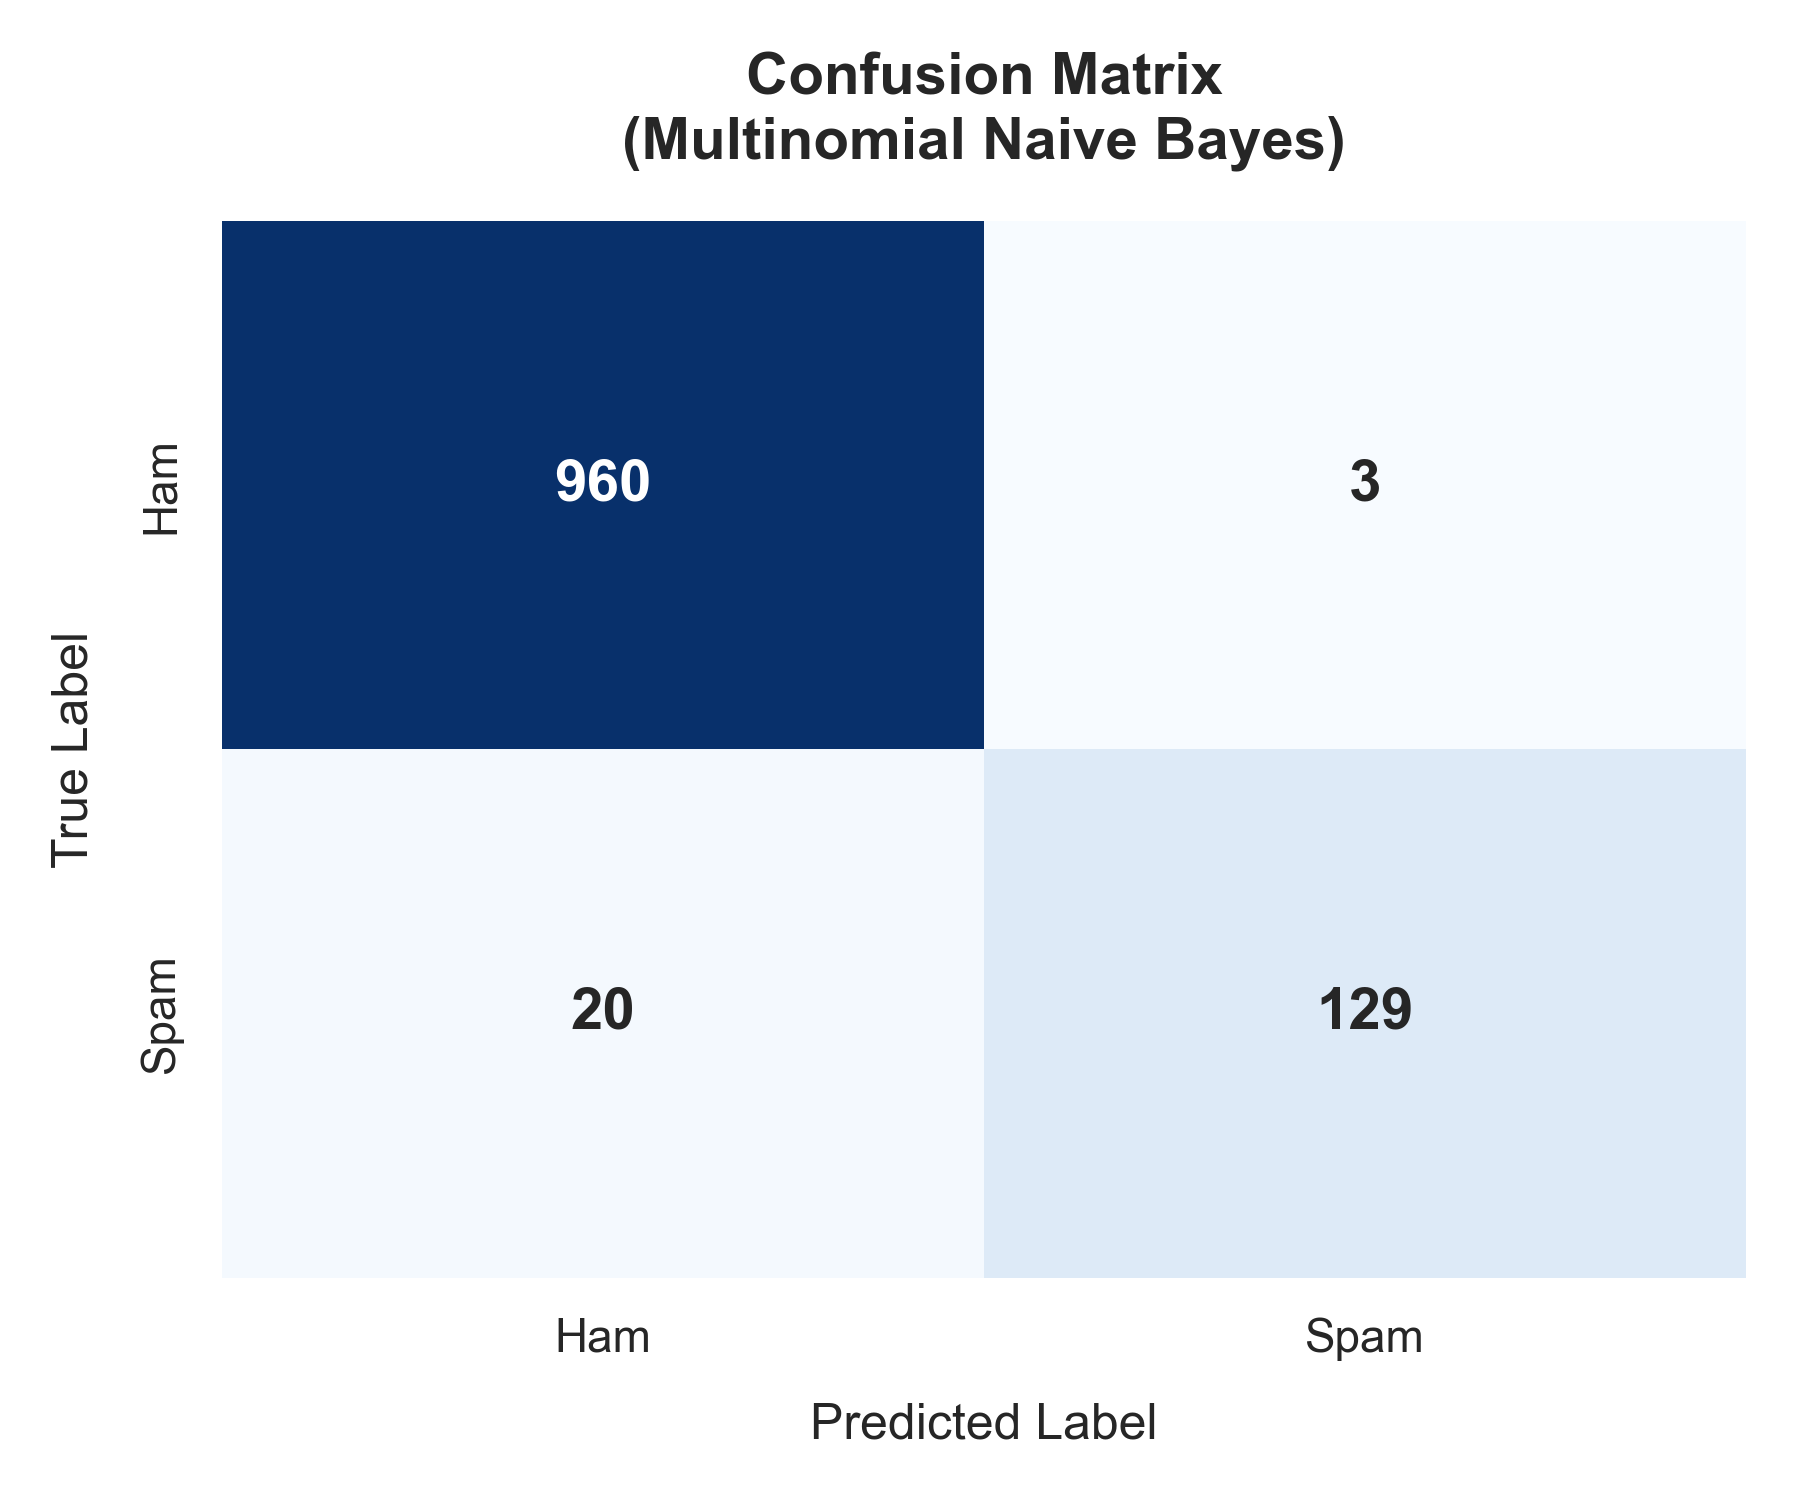 Confusion Matrix
(Multinomial Naive Bayes)
True Label
Ham
960
3
Spam
20
129
Ham
Spam
Predicted Label